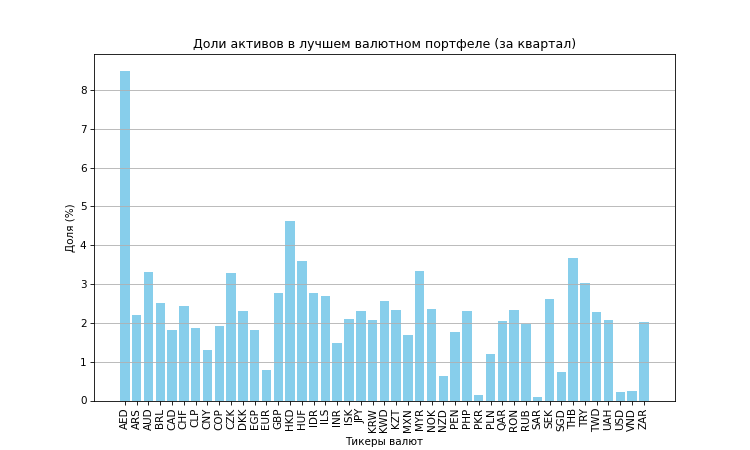 Доли активов в лучшем валютном портфеле (за квартал)
Доля (%)
8
7
6
5
4
3
2
1
0
AED ARS AUD BRL CAD CHF CLP CNY COP CZK DKK EGP EUR GBP HKD HUF IDR ILS INR ISK JPY KRW KWD KZT MXN MYR NOK NZD PEN PHP PKR PLN QAR RON RUB SAR SEK SGD THB TRY TWD UAH USD VND ZAR
Тикеры валют